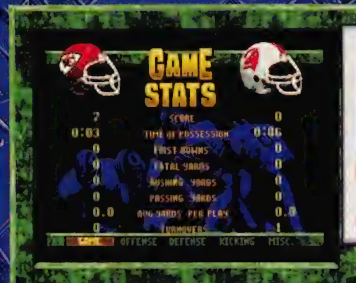 GAME
STATS
7 SCORE 0
0:03 TIME OF POSSESSION 0:06
0 FIRST DOWNS 0
0 TOTAL YARDS 0
0 RUSHING YARDS 0
0 PASSING YARDS 0
0.0 AVG YARDS PER PLAY 0.0
0 TURNOVERS 1
GAME OFFENSE DEFENSE KICKING MISC.